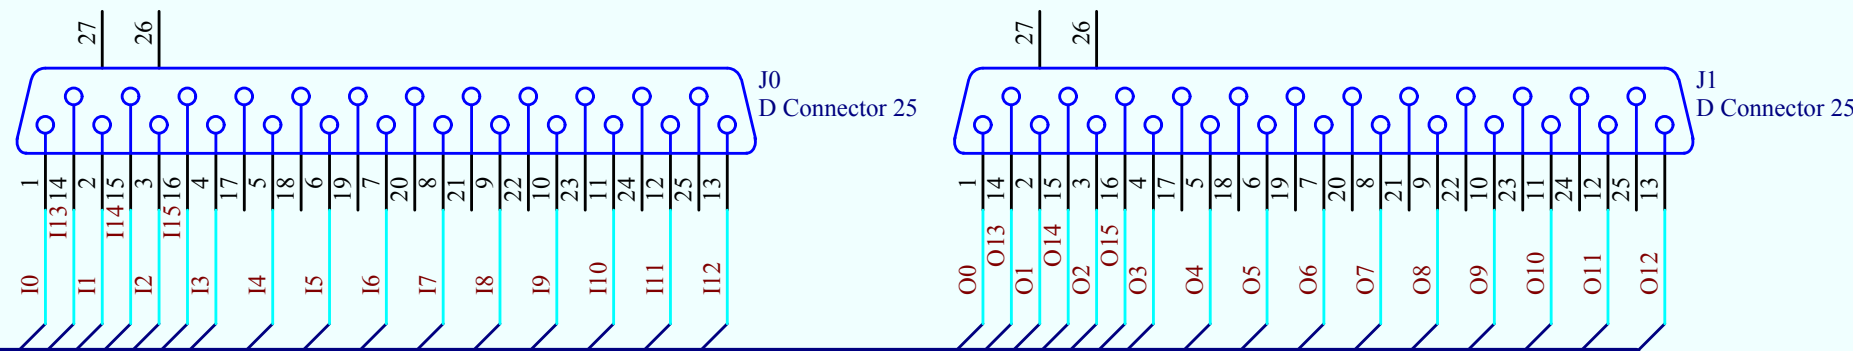 27 26
J0
D Connector 25
1 14 2 15 3 16 4 17 5 18 6 19 7 20 8 21 9 22 10 23 11 24 12 25 13
I0 I13 I1 I14 I2 I15 I3 I4 I5 I6 I7 I8 I9 I10 I11 I12
27 26
J1
D Connector 25
1 14 2 15 3 16 4 17 5 18 6 19 7 20 8 21 9 22 10 23 11 24 12 25 13
O0 O13 O1 O14 O2 O15 O3 O4 O5 O6 O7 O8 O9 O10 O11 O12